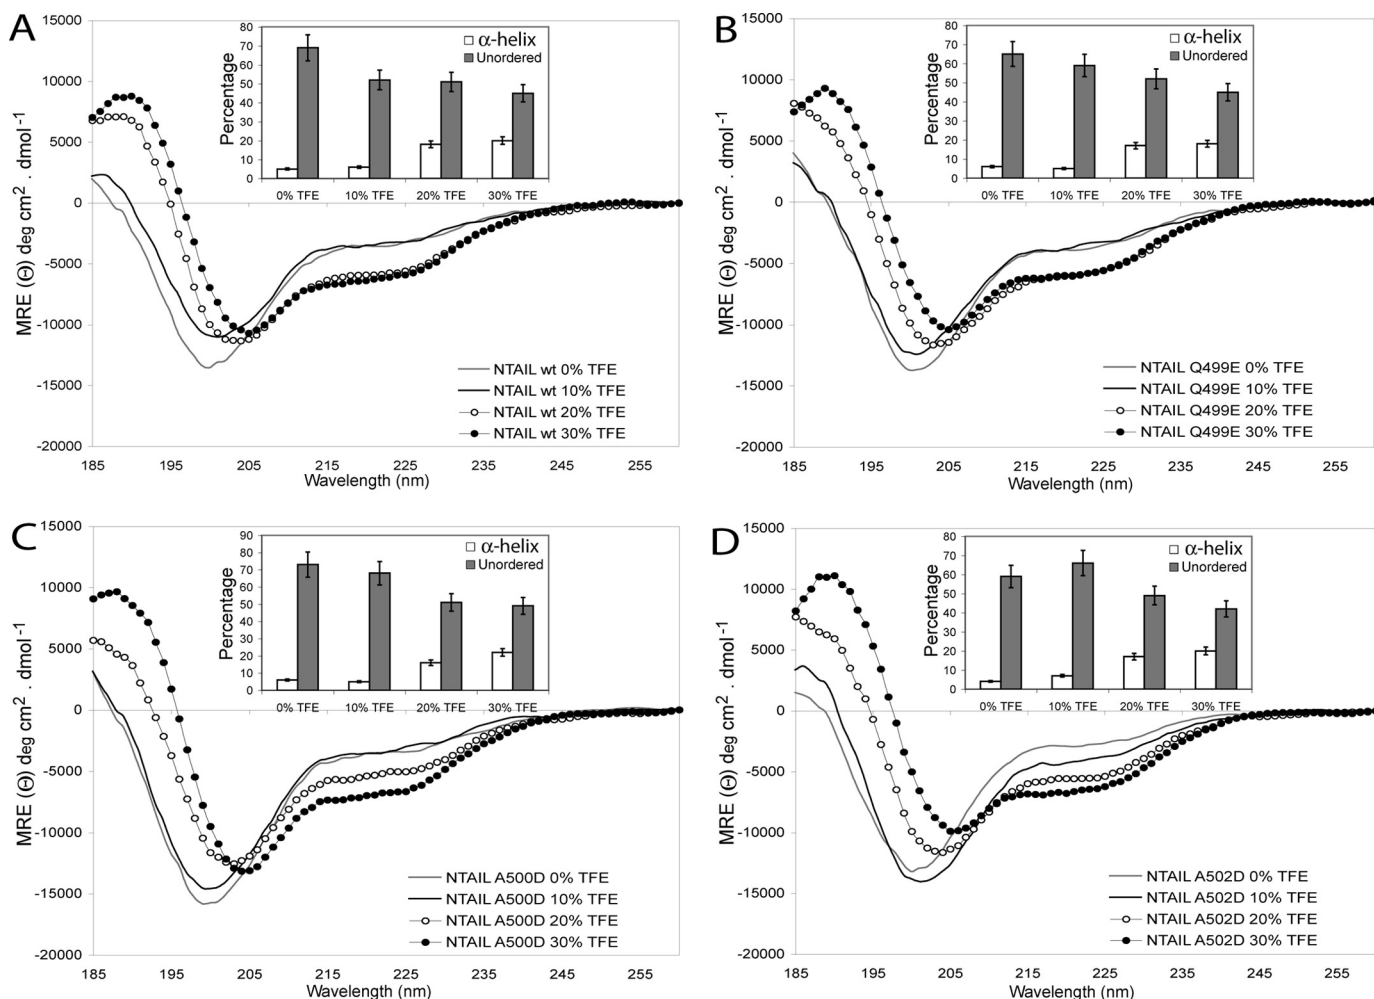 A
15000
10000
5000
0
-5000
-10000
-15000
-20000
MRE (Θ) deg cm2 . dmol-1
185 195 205 215 225 235 245 255
Wavelength (nm)
80
70
60
50
40
30
20
10
0
Percentage
α-helix
Unordered
0% TFE 10% TFE 20% TFE 30% TFE
NTAIL wt 0% TFE
NTAIL wt 10% TFE
NTAIL wt 20% TFE
NTAIL wt 30% TFE
B
15000
10000
5000
0
-5000
-10000
-15000
-20000
MRE (Θ) deg cm2 . dmol-1
185 195 205 215 225 235 245 255
Wavelength (nm)
80
70
60
50
40
30
20
10
0
Percentage
α-helix
Unordered
0% TFE 10% TFE 20% TFE 30% TFE
NTAIL Q499E 0% TFE
NTAIL Q499E 10% TFE
NTAIL Q499E 20% TFE
NTAIL Q499E 30% TFE
C
15000
10000
5000
0
-5000
-10000
-15000
-20000
MRE (Θ) deg cm2 . dmol-1
185 195 205 215 225 235 245 255
Wavelength (nm)
90
80
70
60
50
40
30
20
10
0
Percentage
α-helix
Unordered
0% TFE 10% TFE 20% TFE 30% TFE
NTAIL A500D 0% TFE
NTAIL A500D 10% TFE
NTAIL A500D 20% TFE
NTAIL A500D 30% TFE
D
15000
10000
5000
0
-5000
-10000
-15000
-20000
MRE (Θ) deg cm2 . dmol-1
185 195 205 215 225 235 245 255
Wavelength (nm)
80
70
60
50
40
30
20
10
0
Percentage
α-helix
Unordered
0% TFE 10% TFE 20% TFE 30% TFE
NTAIL A502D 0% TFE
NTAIL A502D 10% TFE
NTAIL A502D 20% TFE
NTAIL A502D 30% TFE